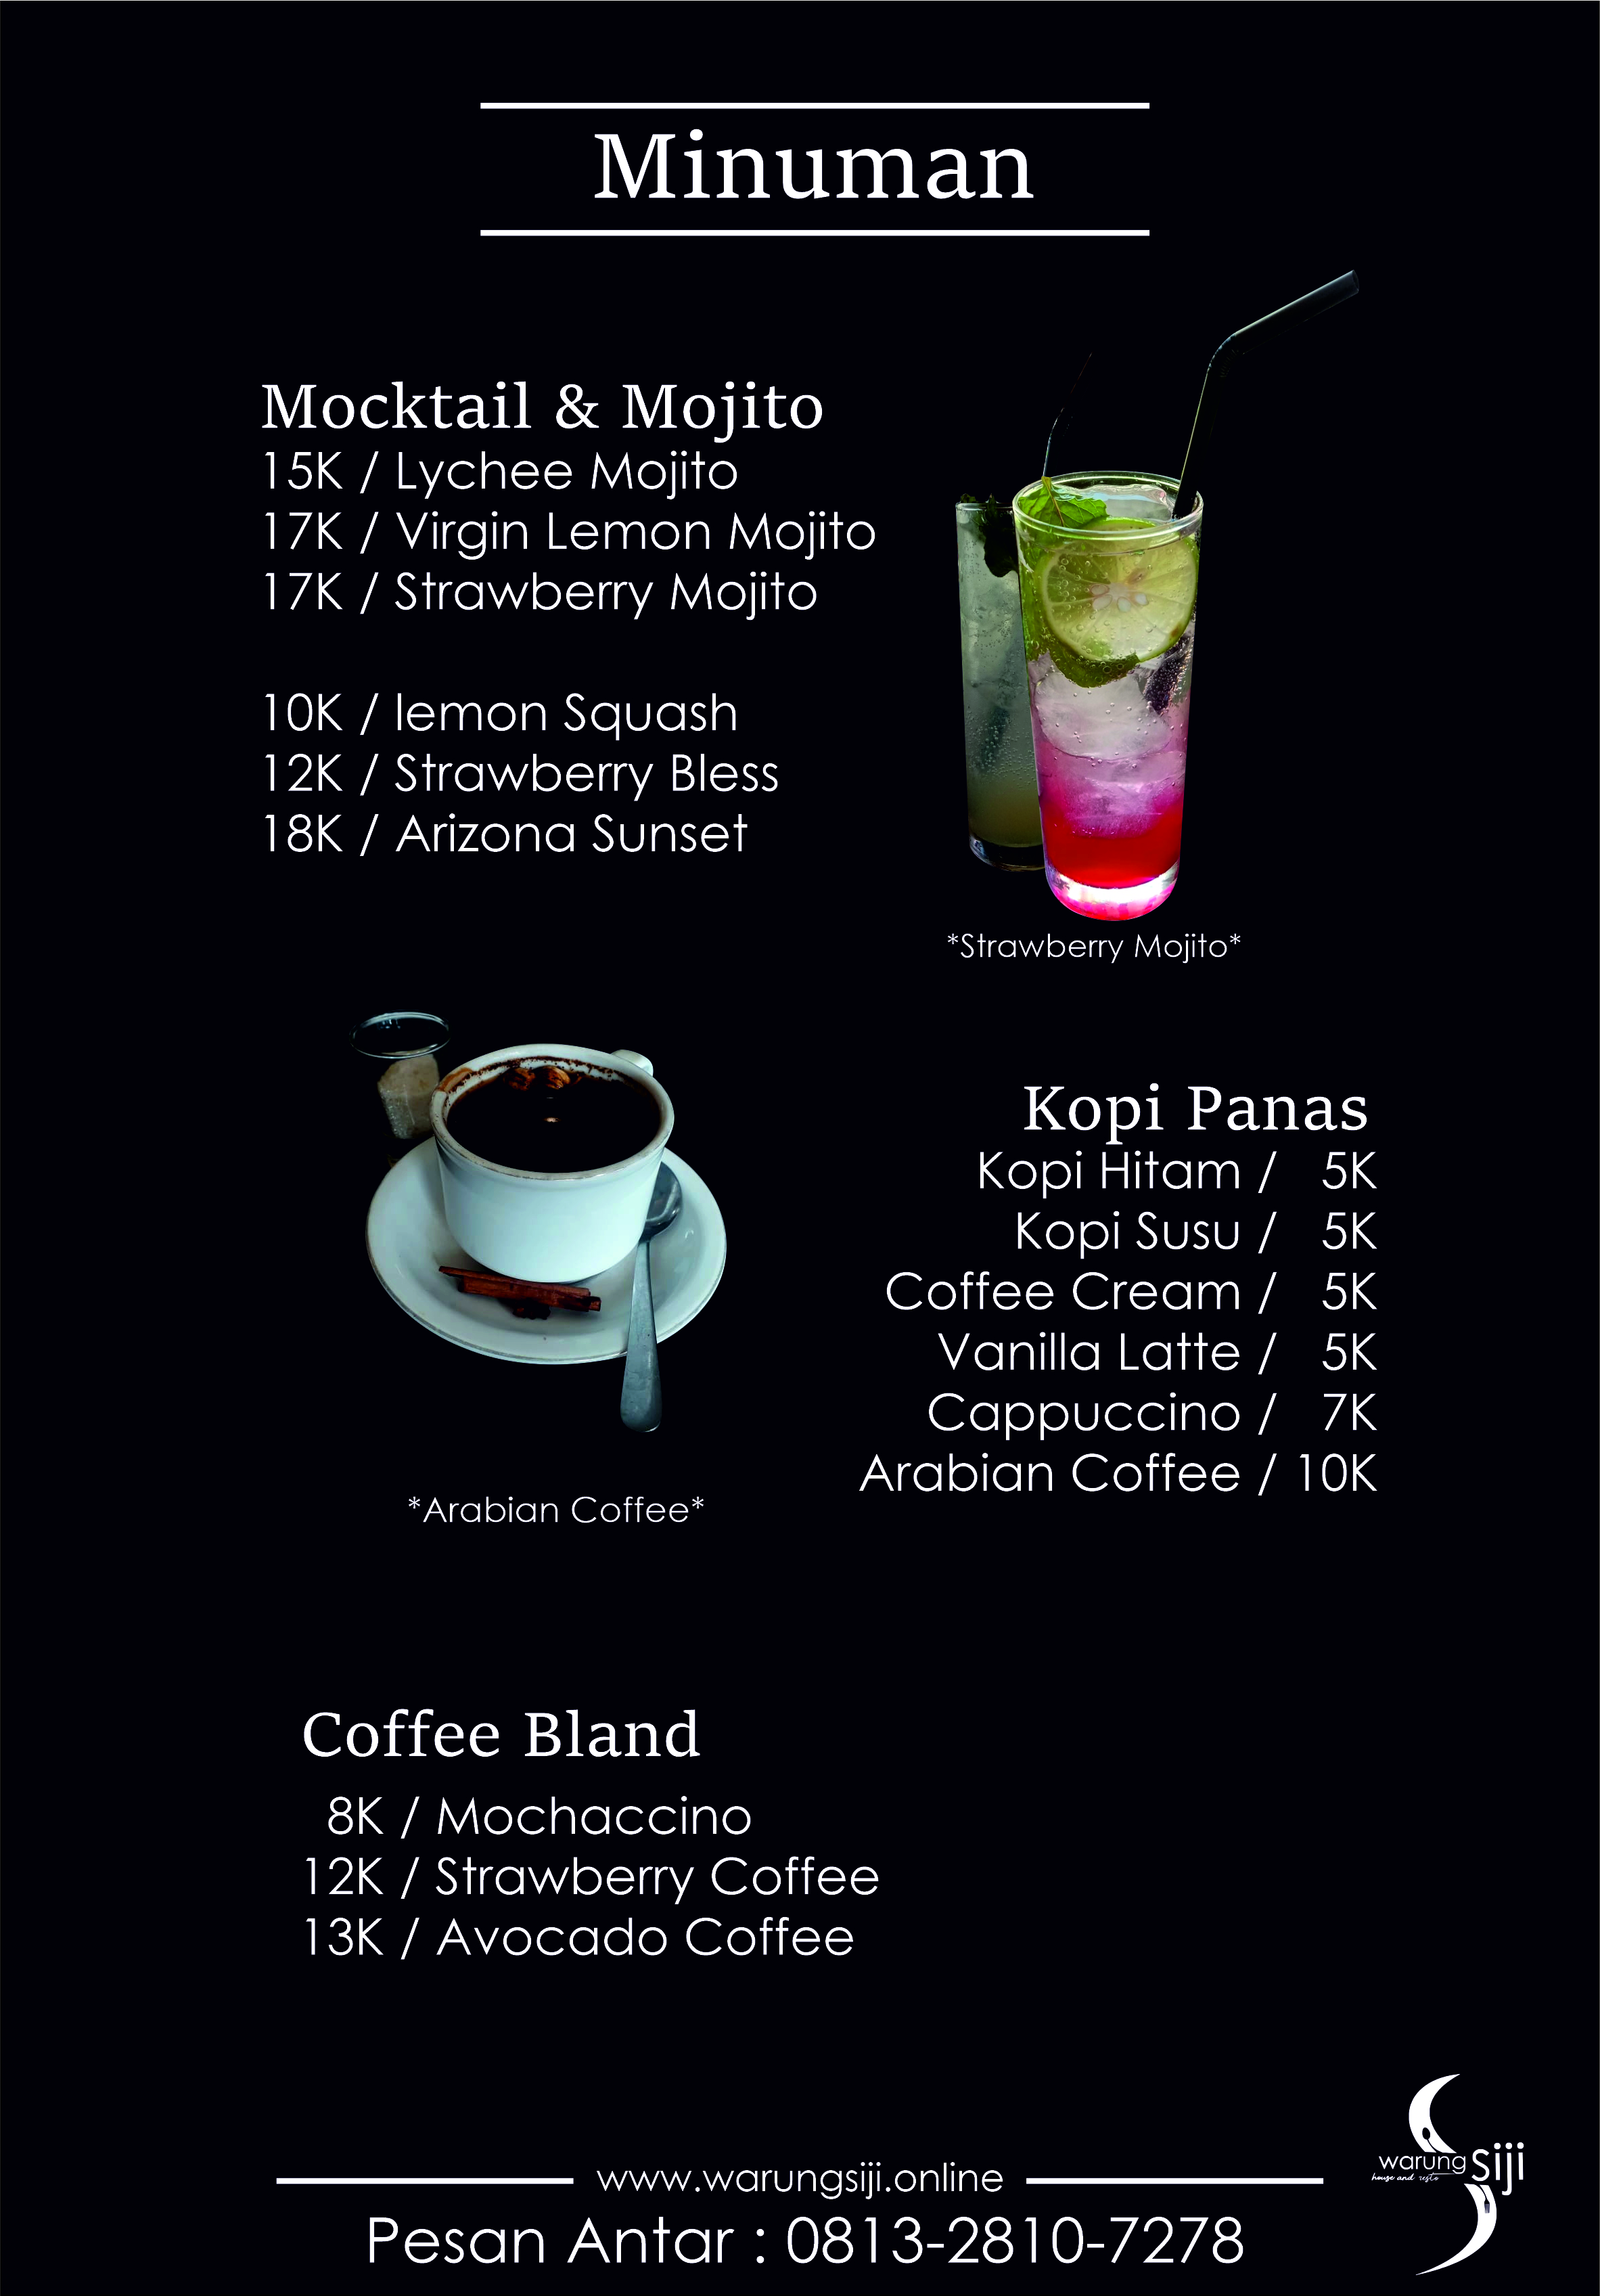 Minuman
Mocktail & Mojito
15K / Lychee Mojito
17K / Virgin Lemon Mojito
17K / Strawberry Mojito
10K / lemon Squash
12K / Strawberry Bless
18K / Arizona Sunset
*Strawberry Mojito*
Kopi Panas
Kopi Hitam / 5K
Kopi Susu / 5K
Coffee Cream / 5K
Vanilla Latte / 5K
Cappuccino / 7K
Arabian Coffee / 10K
*Arabian Coffee*
Coffee Bland
8K / Mochaccino
12K / Strawberry Coffee
13K / Avocado Coffee
warung siji
house and resto
www.warungsiji.online
Pesan Antar : 0813-2810-7278